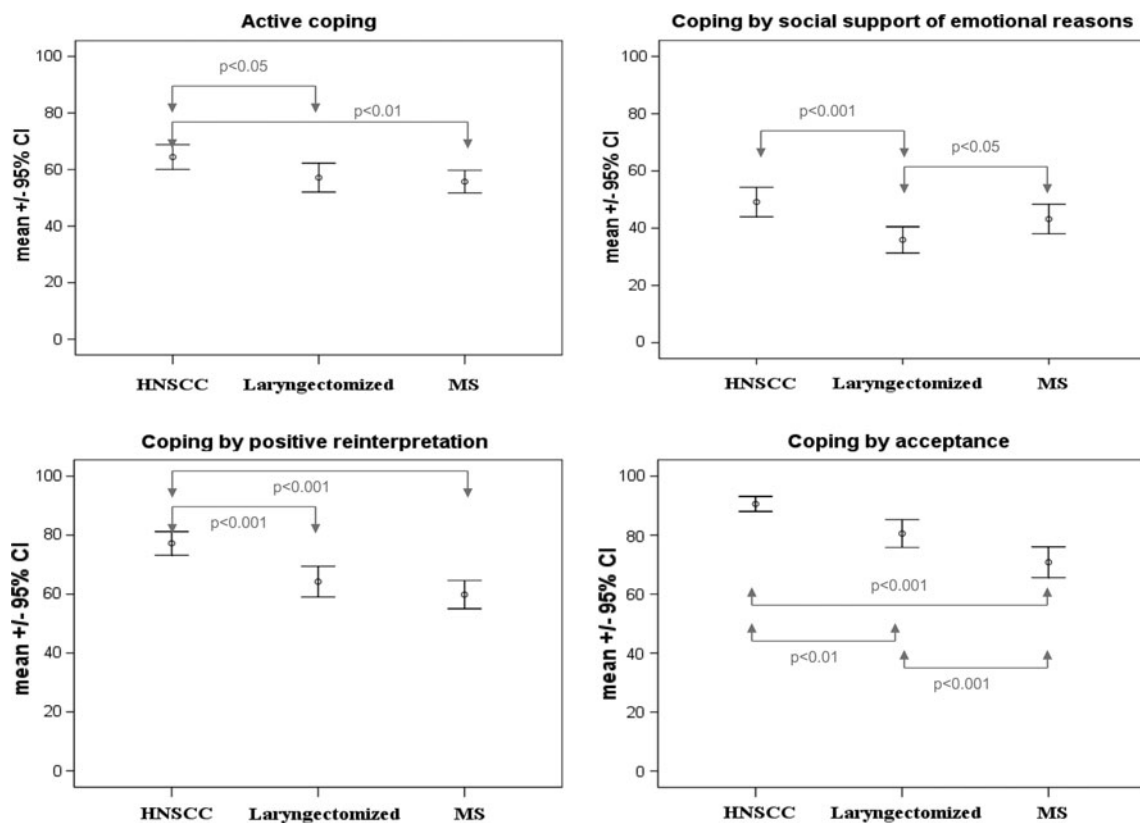 Active coping
mean +/- 95% CI
100
80
60
40
20
0
p<0.05
p<0.01
HNSCC Laryngectomized MS
Coping by social support of emotional reasons
mean +/- 95% CI
100
80
60
40
20
0
p<0.001
p<0.05
HNSCC Laryngectomized MS
Coping by positive reinterpretation
mean +/- 95% CI
100
80
60
40
20
0
p<0.001
p<0.001
HNSCC Laryngectomized MS
Coping by acceptance
mean +/- 95% CI
100
80
60
40
20
0
p<0.001
p<0.01
p<0.001
HNSCC Laryngectomized MS